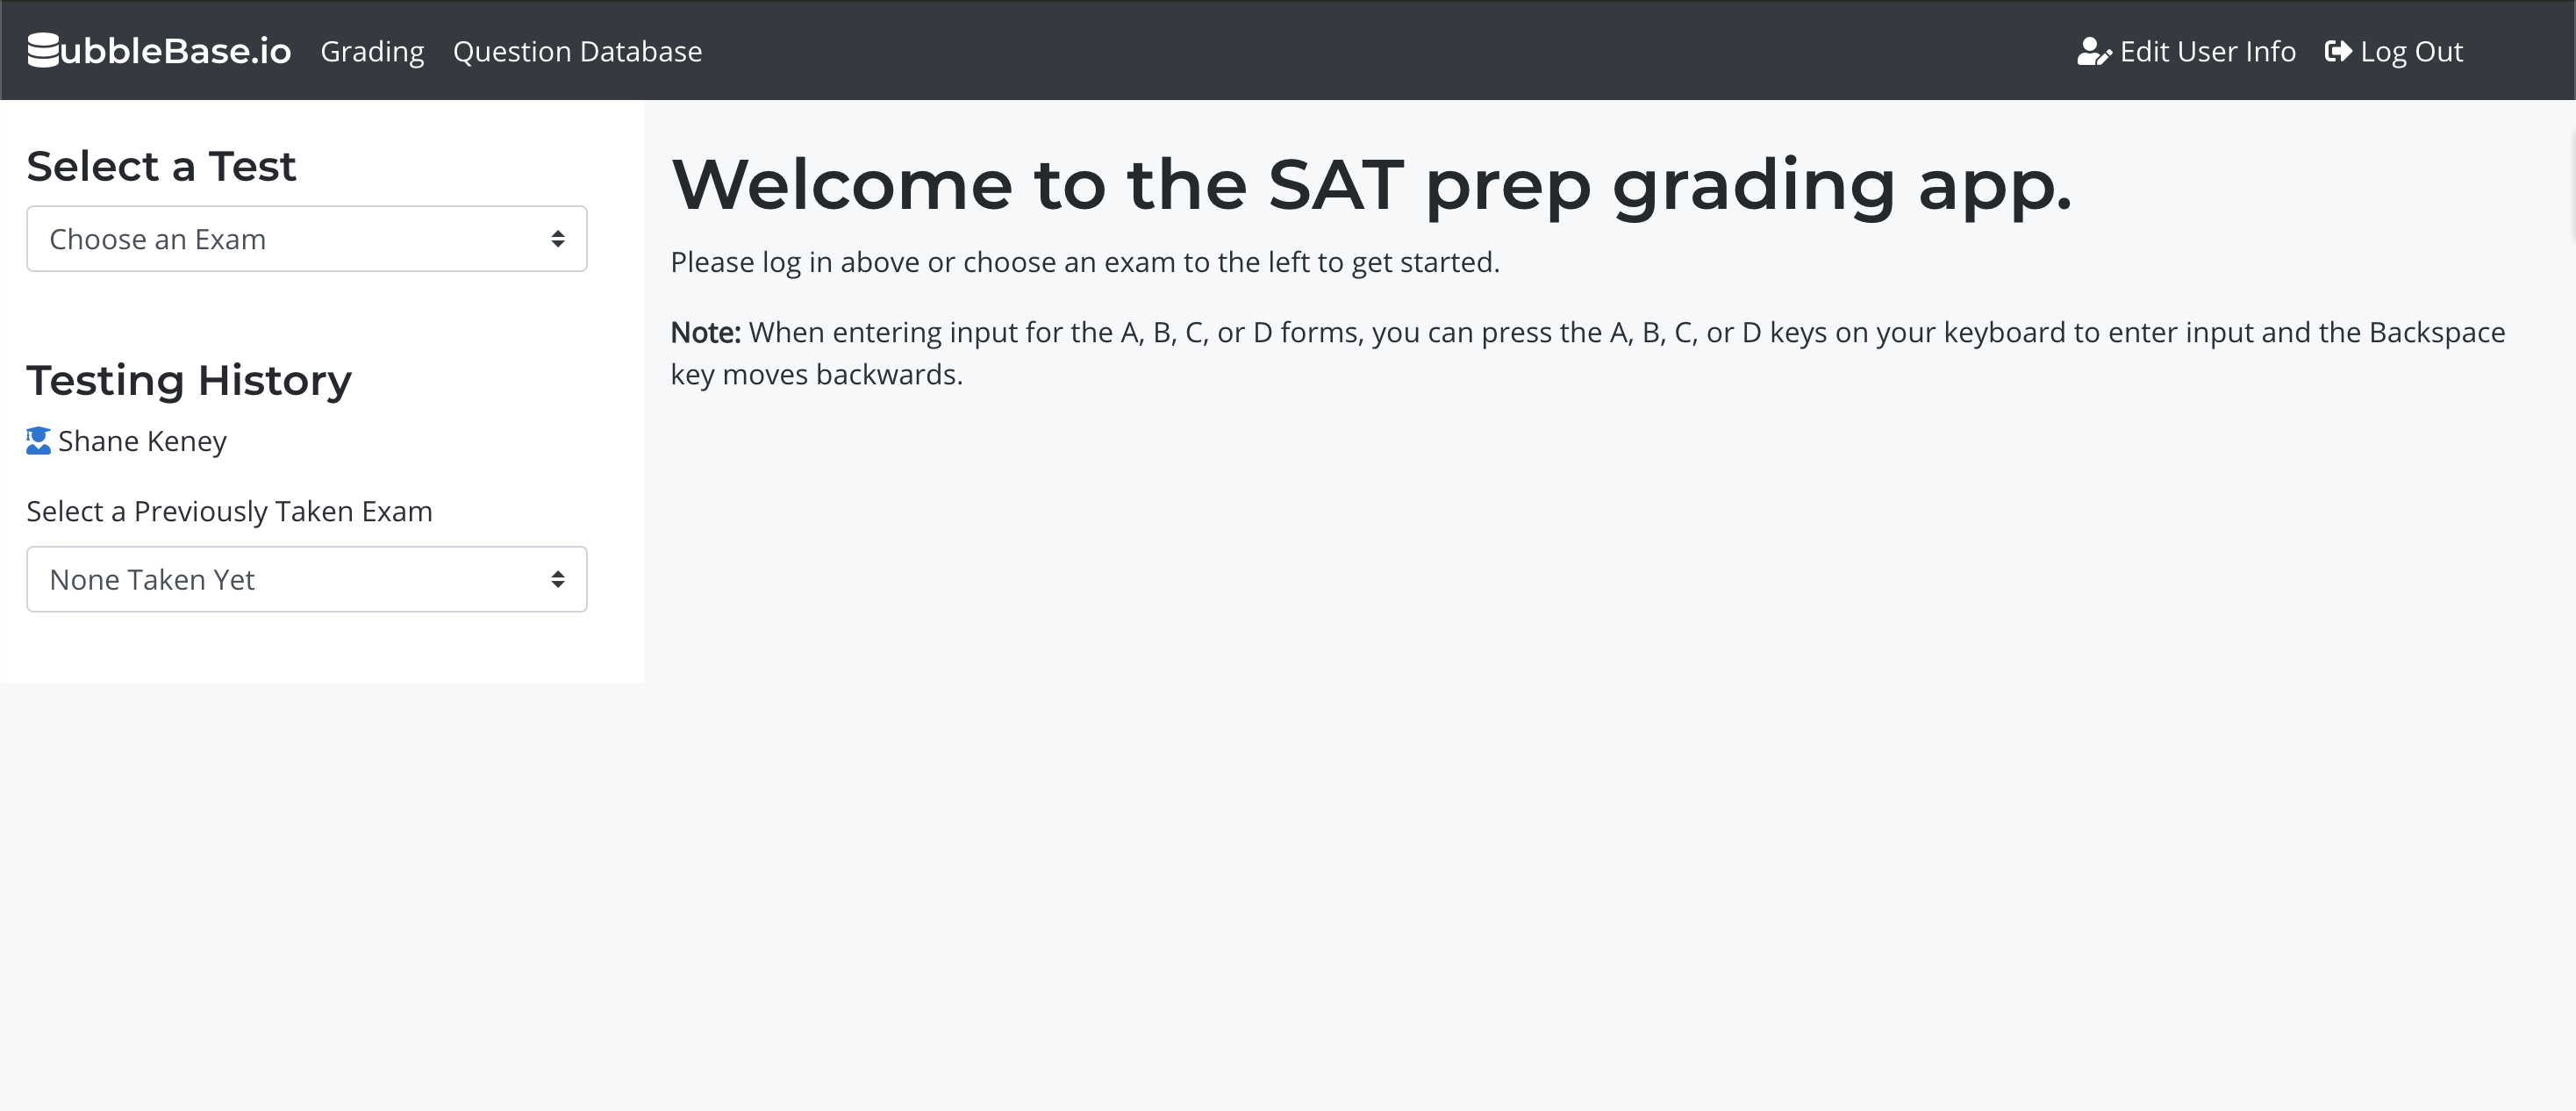 ubbleBase.io Grading Question Database Edit User Info Log Out
Select a Test
Choose an Exam
Testing History
Shane Keney
Select a Previously Taken Exam
None Taken Yet
Welcome to the SAT prep grading app.
Please log in above or choose an exam to the left to get started.
Note: When entering input for the A, B, C, or D forms, you can press the A, B, C, or D keys on your keyboard to enter input and the Backspace
key moves backwards.